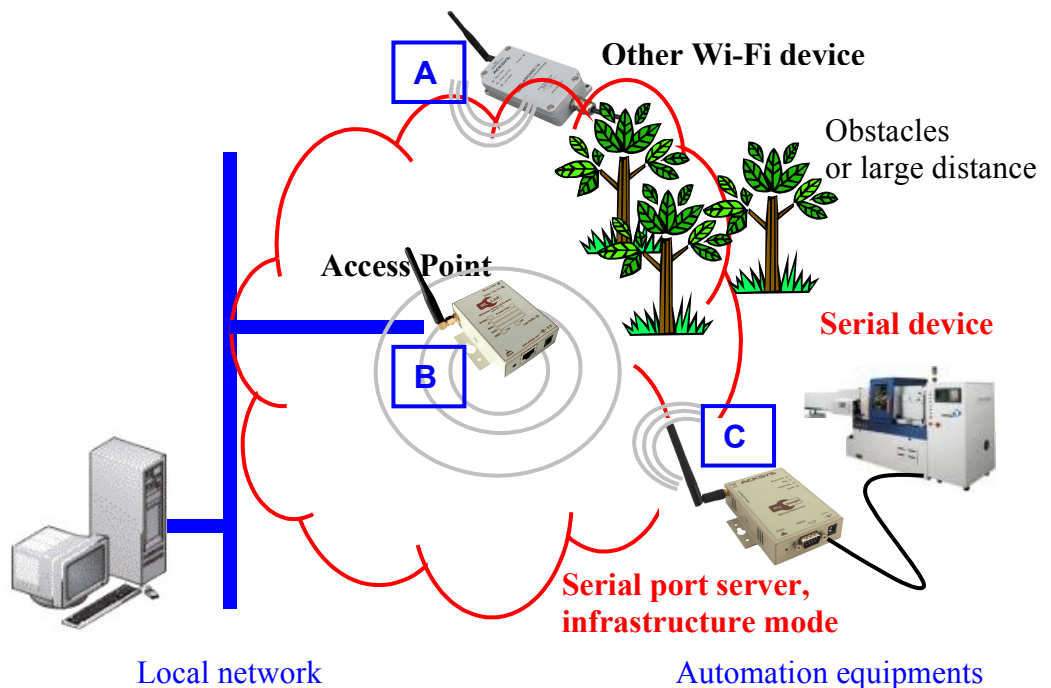 A
Other Wi-Fi device
Obstacles
or large distance
Access Point
B
Serial device
C
ACKSYS
Serial port server,
infrastructure mode
Local network
Automation equipments